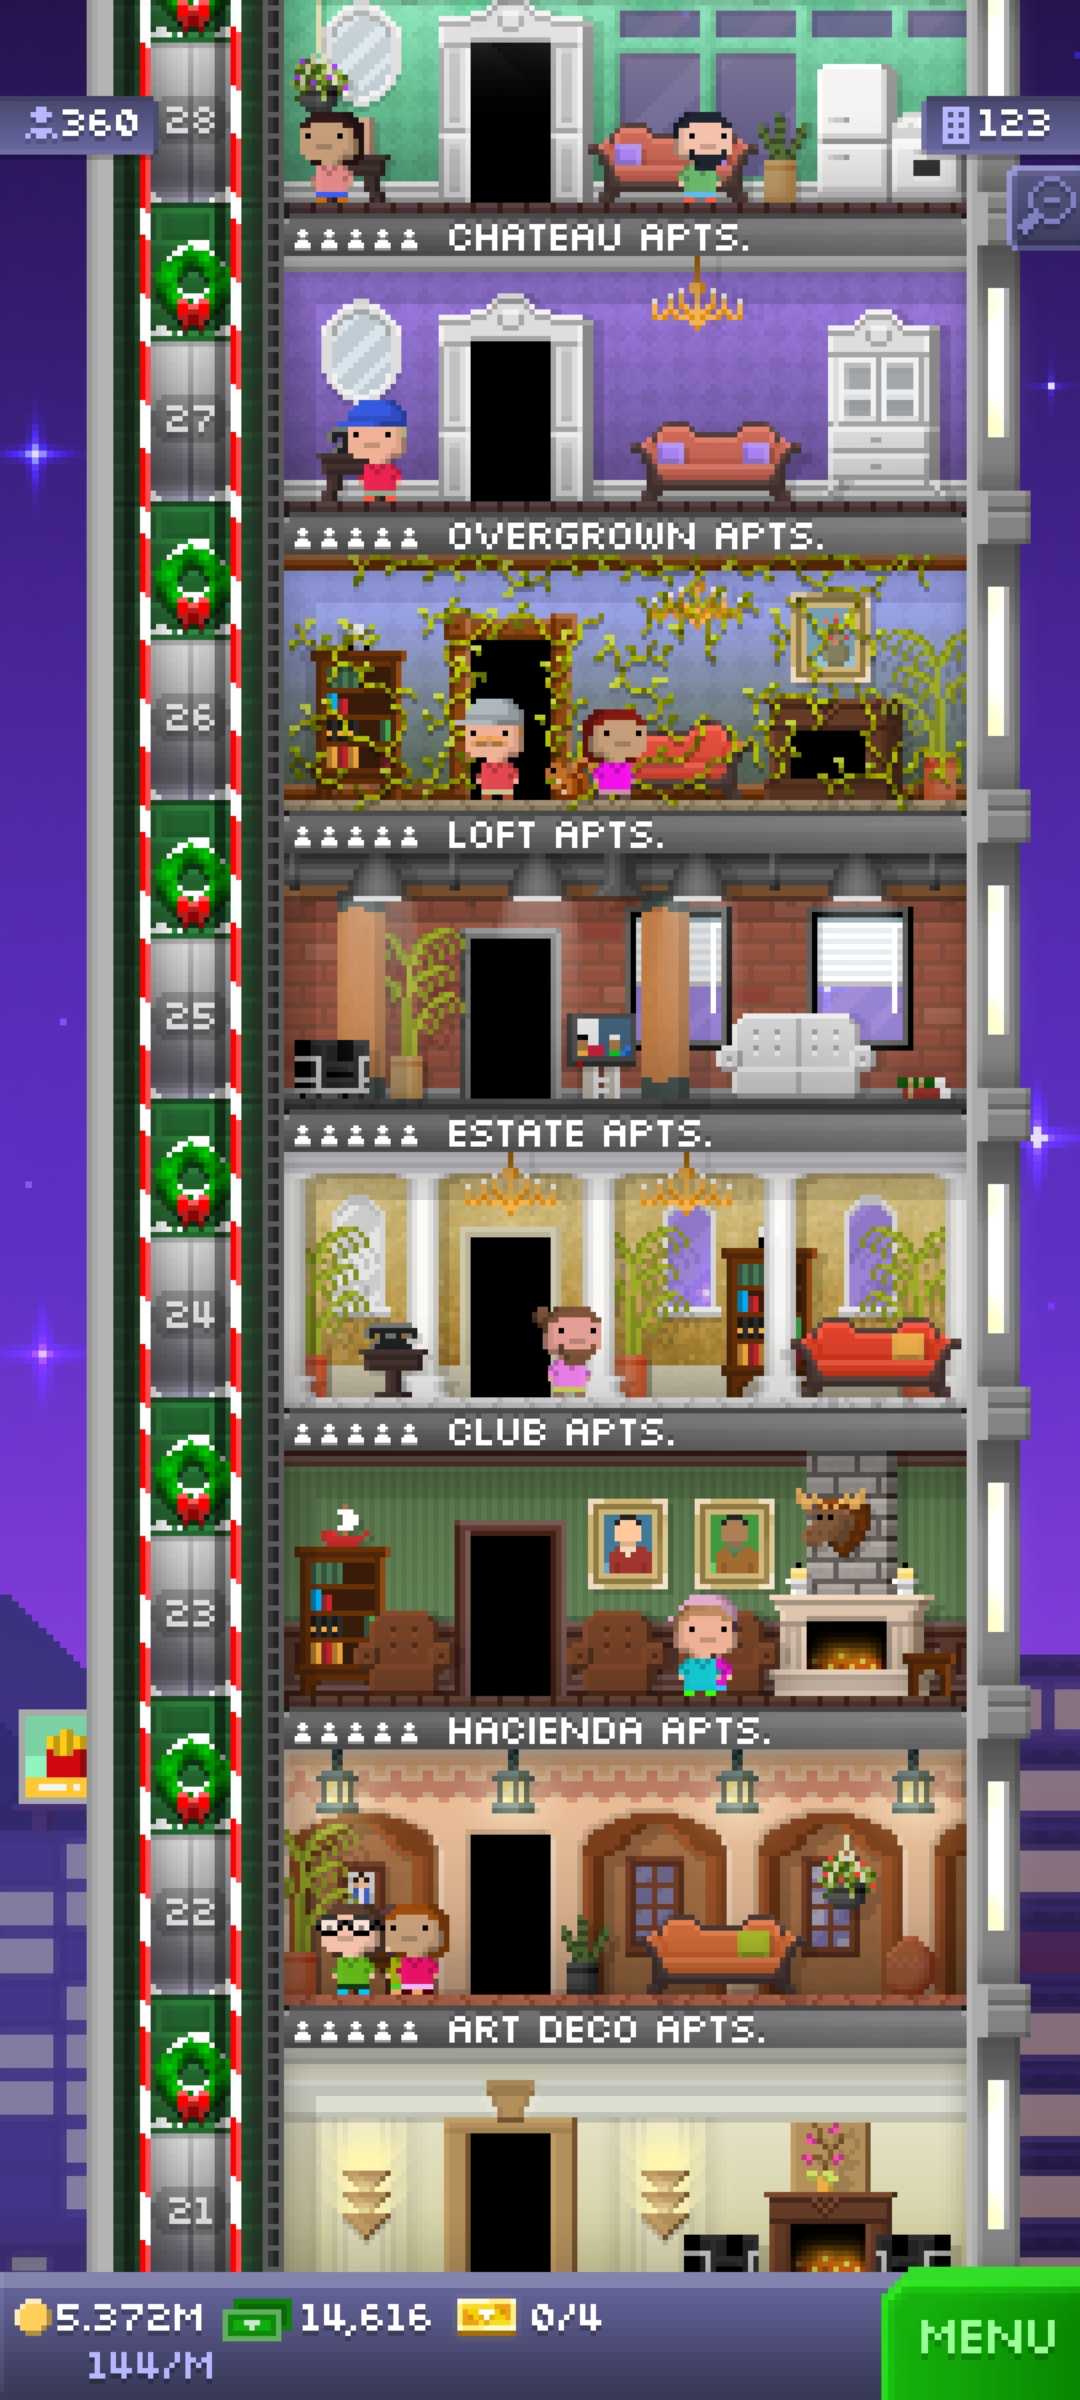 28
360
123
CHATEAU APTS.
27
OVERGROWN APTS.
26
LOFT APTS.
25
ESTATE APTS.
24
CLUB APTS.
23
HACIENDA APTS.
22
ART DECO APTS.
21
5.372M 14,616 0/4
144/M
MENU